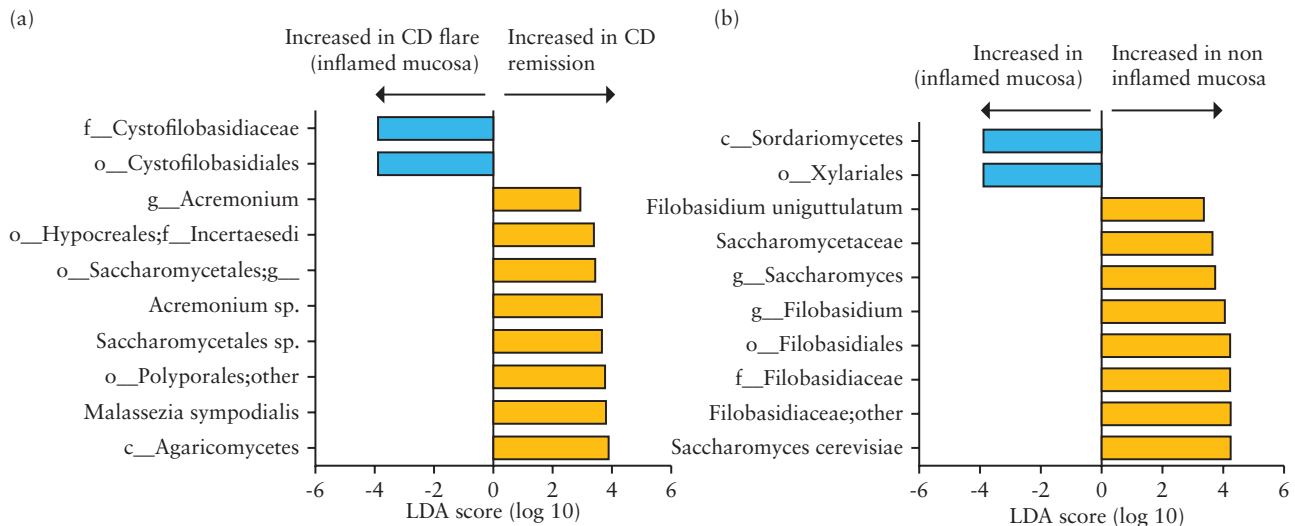 (a)
Increased in CD flare
(inflamed mucosa)
Increased in CD
remission
f__Cystofilobasidiaceae
o__Cystofilobasidiales
g__Acremonium
o__Hypocreales;f__Incertaesedi
o__Saccharomycetales;g__
Acremonium sp.
Saccharomycetales sp.
o__Polyporales;other
Malassezia sympodialis
c__Agaricomycetes
-6 -4 -2 0 2 4 6
LDA score (log 10)
(b)
Increased in
(inflamed mucosa)
Increased in non
inflamed mucosa
c__Sordariomycetes
o__Xylariales
Filobasidium uniguttulatum
Saccharomycetaceae
g__Saccharomyces
g__Filobasidium
o__Filobasidiales
f__Filobasidiaceae
Filobasidiaceae;other
Saccharomyces cerevisiae
-6 -4 -2 0 2 4 6
LDA score (log 10)